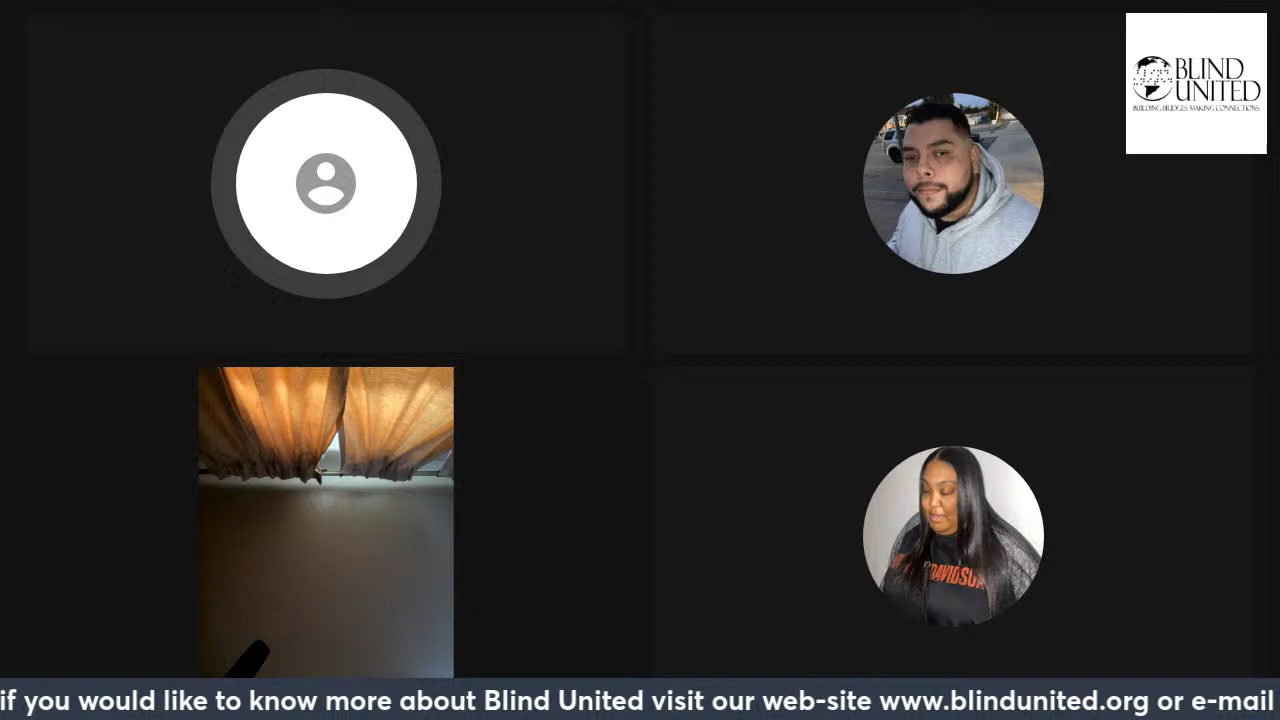 BLIND
UNITED
BUILDING BRIDGES, MAKING CONNECTIONS.
DAVIDSON
if you would like to know more about Blind United visit our web-site www.blindunited.org or e-mail